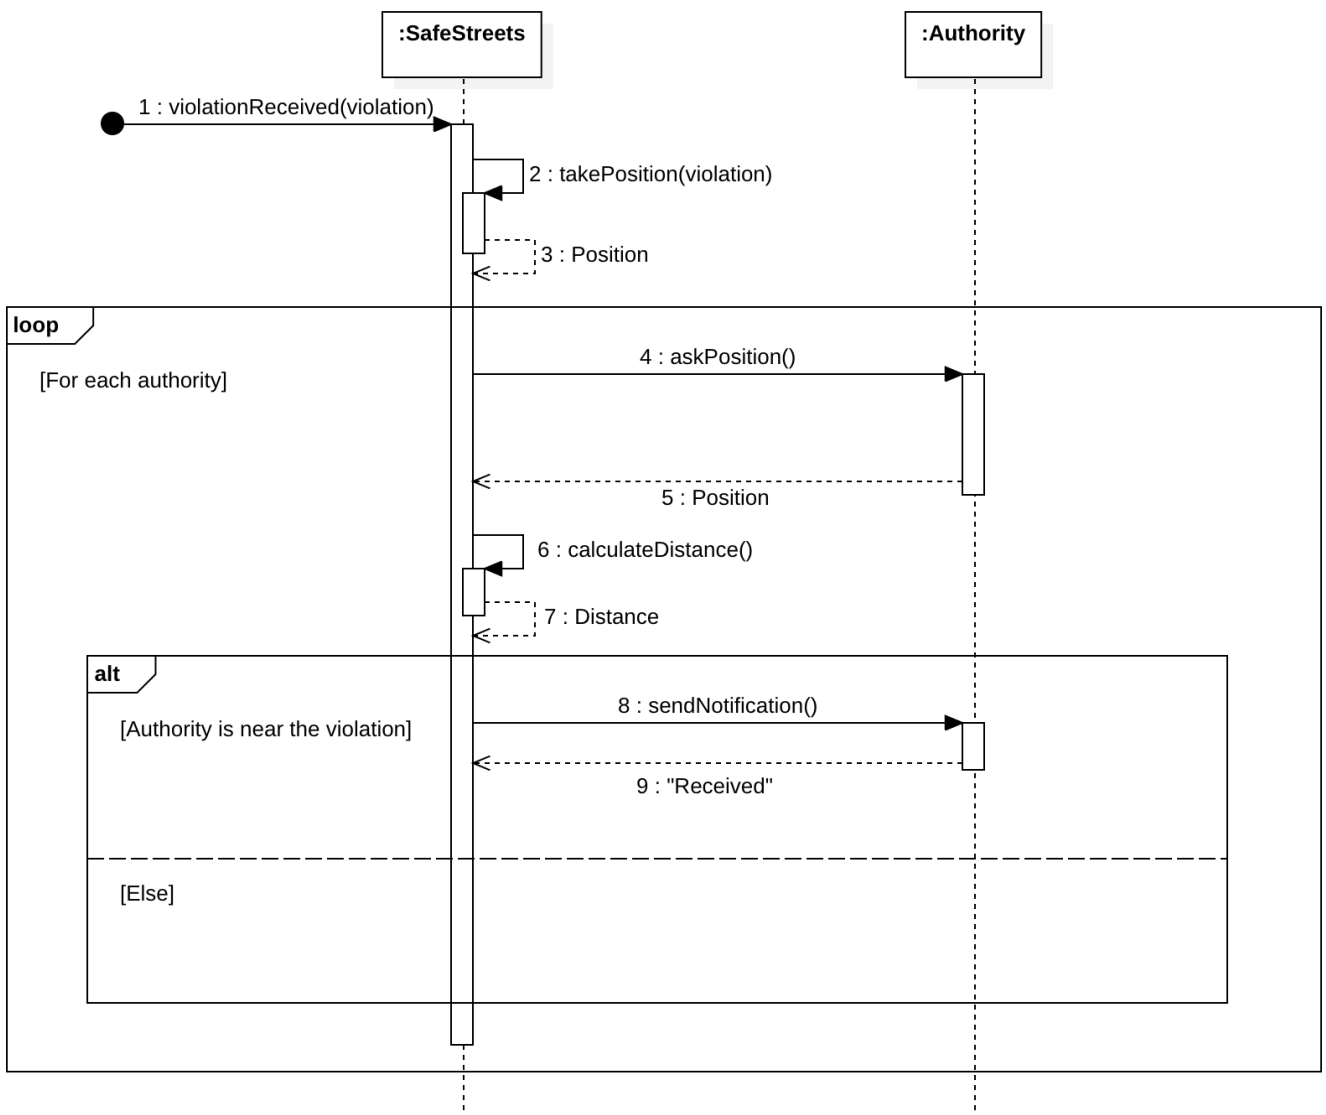 :SafeStreets
:Authority
1 : violationReceived(violation)
2 : takePosition(violation)
3 : Position
loop
4 : askPosition()
[For each authority]
5 : Position
6 : calculateDistance()
7 : Distance
alt
8 : sendNotification()
[Authority is near the violation]
9 : "Received"
[Else]